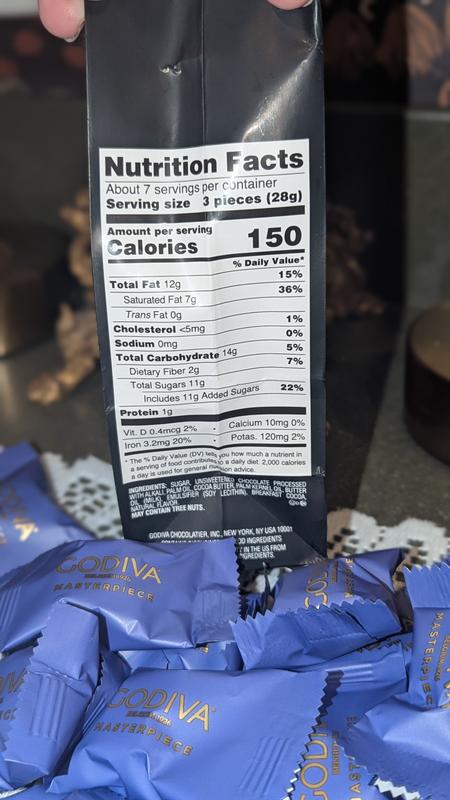 Nutrition Facts
About 7 servings per container
Serving size 3 pieces (28g)
Amount per serving
Calories 150
% Daily Value*
Total Fat 12g 15%
Saturated Fat 7g 36%
Trans Fat 0g
Cholesterol <5mg 1%
Sodium 0mg 0%
Total Carbohydrate 14g 5%
Dietary Fiber 2g 7%
Total Sugars 11g
Includes 11g Added Sugars 22%
Protein 1g
Vit. D 0.4mcg 2% • Calcium 10mg 0%
Iron 3.2mg 20% • Potas. 120mg 2%
* The % Daily Value (DV) tells you how much a nutrient in
a serving of food contributes to a daily diet. 2,000 calories
a day is used for general nutrition advice.
INGREDIENTS: SUGAR, UNSWEETENED CHOCOLATE PROCESSED
WITH ALKALI, PALM OIL, COCOA BUTTER, PALM KERNEL OIL, BUTTER
OIL (MILK), EMULSIFIER (SOY LECITHIN), BREAKFAST COCOA,
NATURAL FLAVOR.
MAY CONTAIN TREE NUTS.
GODIVA CHOCOLATIER, INC., NEW YORK, NY USA 10001
INGREDIENTS
IN THE US FROM
GODIVA
MASTERPIECE
GODIVA
MASTERPIECE
GODIVA
MASTERPIECE